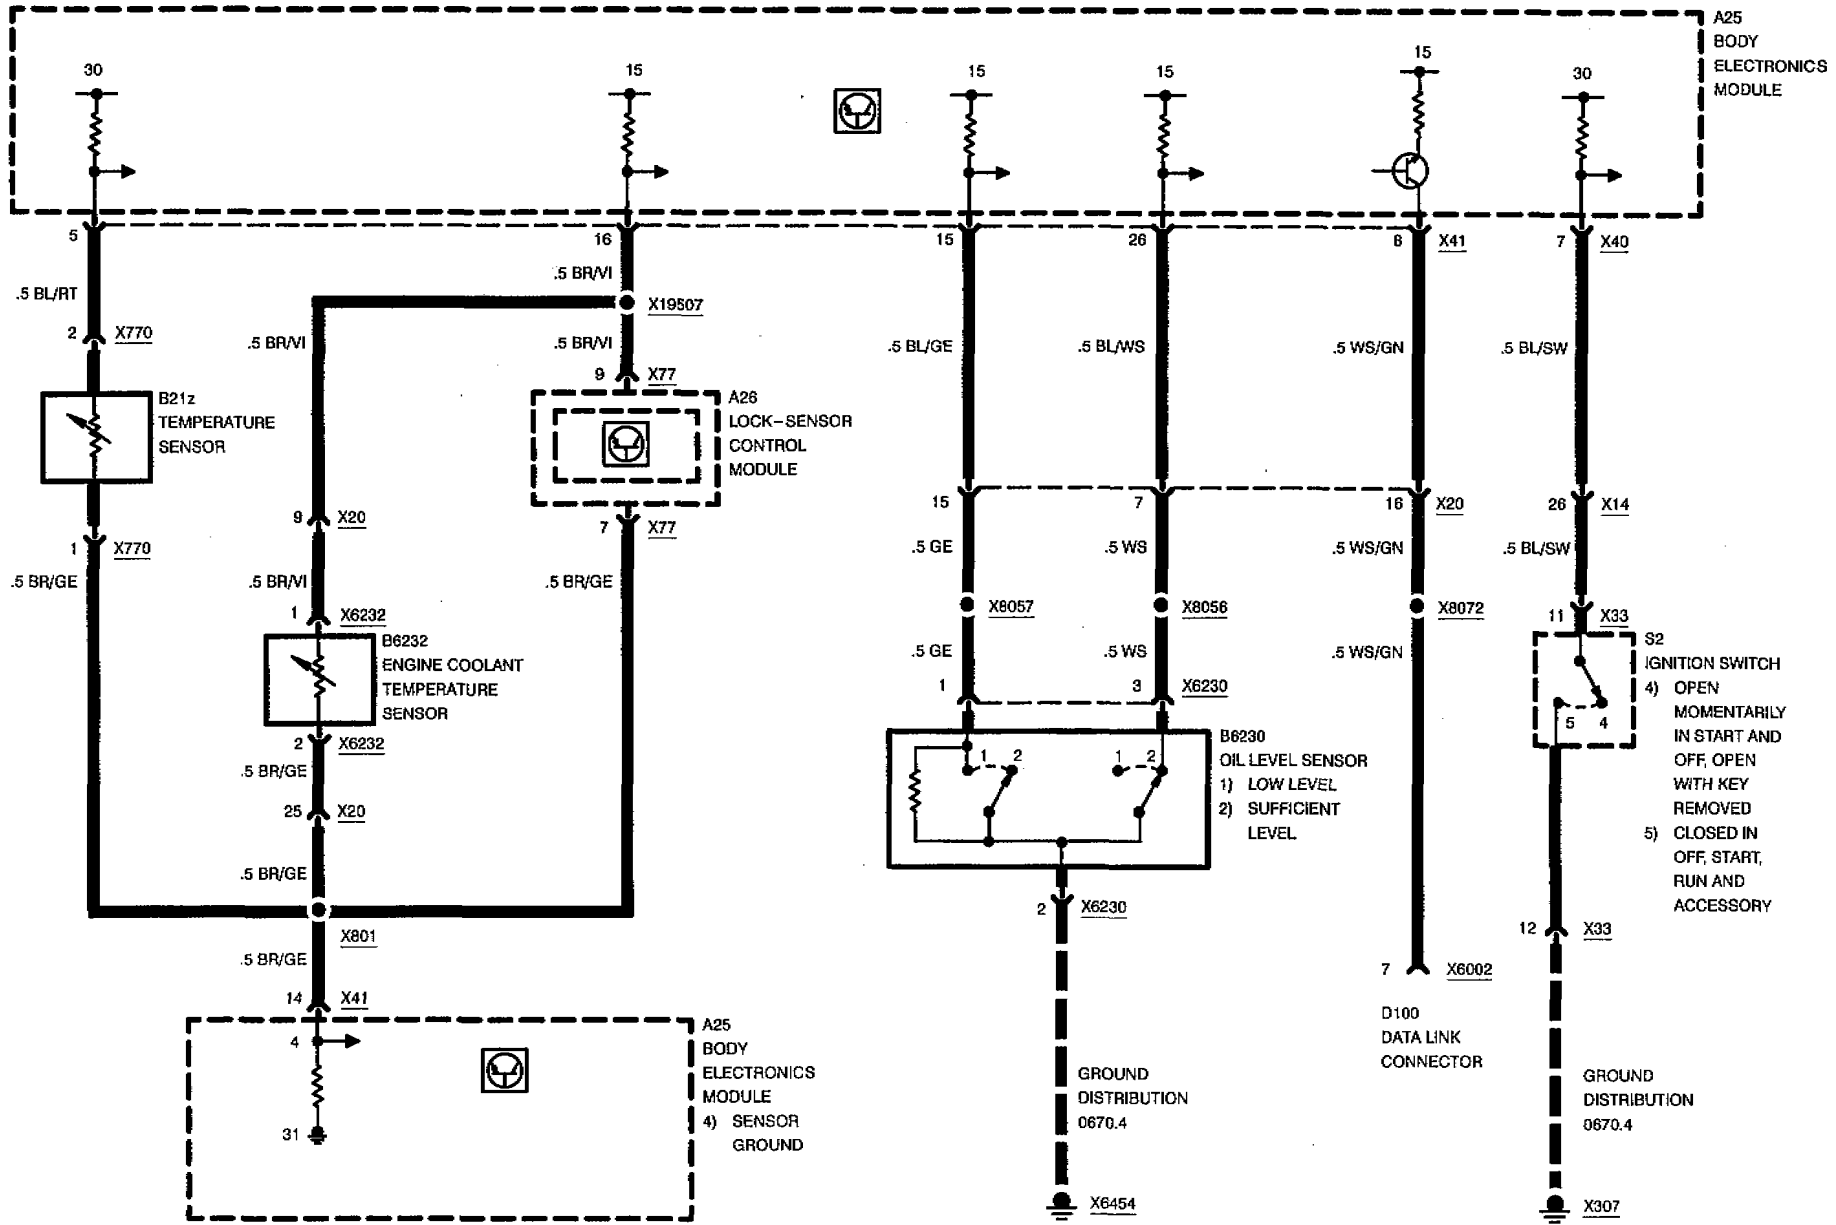 A25
BODY
ELECTRONICS
MODULE
30
15
15
15
15
30
5
16
15
26
8
X41
7
X40
.5 BL/RT
.5 BR/VI
X19507
2
X770
.5 BR/VI
.5 BR/VI
.5 BL/GE
.5 BL/WS
.5 WS/GN
.5 BL/SW
9
X77
B21z
TEMPERATURE
SENSOR
A26
LOCK-SENSOR
CONTROL
MODULE
9
X20
7
X77
15
7
16
X20
26
X14
1
X770
.5 GE
.5 WS
.5 WS/GN
.5 BL/SW
.5 BR/GE
.5 BR/VI
.5 BR/GE
1
X6232
X8057
X8056
X8072
11
X33
B6232
ENGINE COOLANT
TEMPERATURE
SENSOR
.5 GE
.5 WS
.5 WS/GN
1
3
X6230
S2
IGNITION SWITCH
4) OPEN
MOMENTARILY
IN START AND
OFF, OPEN
WITH KEY
REMOVED
5) CLOSED IN
OFF, START,
RUN AND
ACCESSORY
5
4
2
X6232
.5 BR/GE
1
2
1
2
B6230
OIL LEVEL SENSOR
1) LOW LEVEL
2) SUFFICIENT
LEVEL
25
X20
.5 BR/GE
X801
2
X6230
12
X33
.5 BR/GE
7
X6002
14
X41
D100
DATA LINK
CONNECTOR
4
A25
BODY
ELECTRONICS
MODULE
4) SENSOR
GROUND
31
GROUND
DISTRIBUTION
0670.4
GROUND
DISTRIBUTION
0670.4
X6454
X307